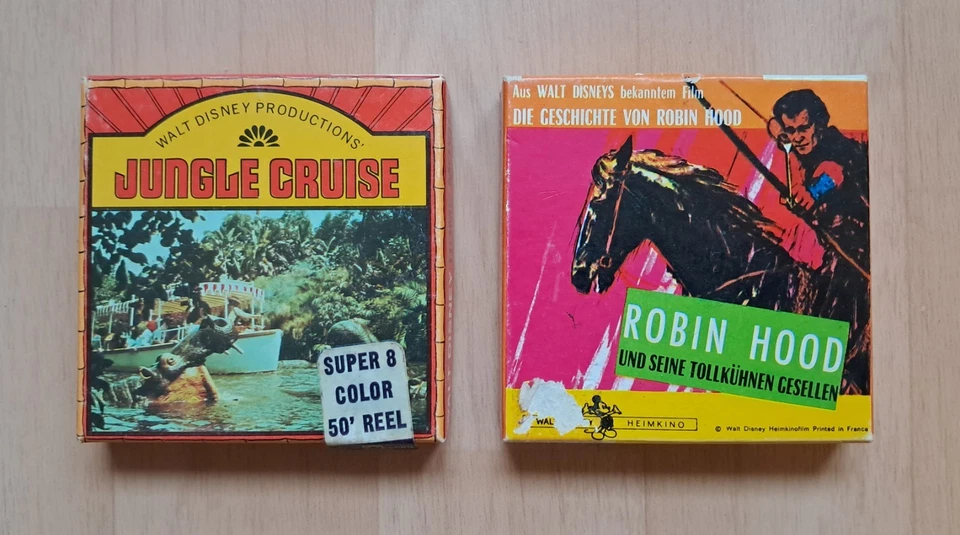 WALT DISNEY PRODUCTIONS'
JUNGLE CRUISE
SUPER 8
COLOR
50' REEL
Aus WALT DISNEYS bekanntem Film
DIE GESCHICHTE VON ROBIN HOOD
ROBIN HOOD
UND SEINE TOLLKÜHNEN GESELLEN
HEIMKINO
© Walt Disney Heimkinofilm Printed in France